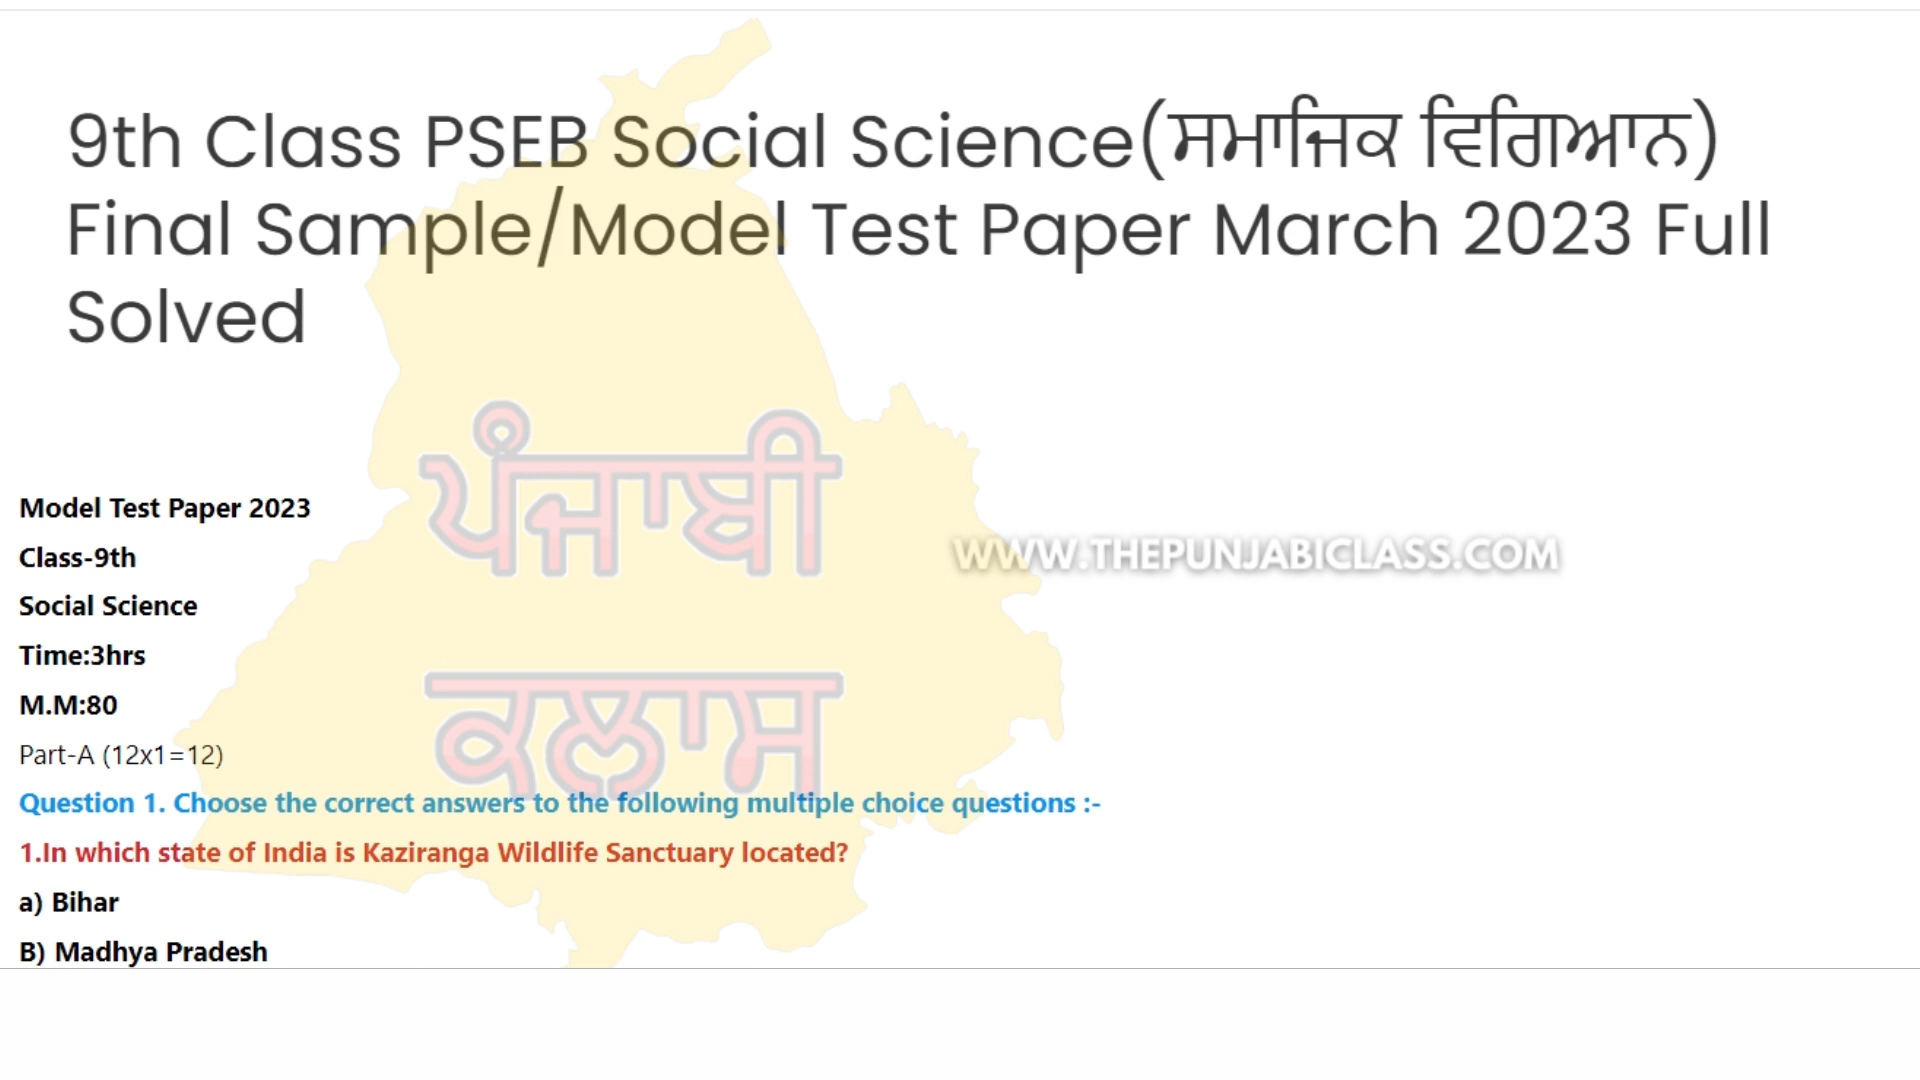 9th Class PSEB Social Science(ਸਮਾਜਿਕ ਵਿਗਿਆਨ)
Final Sample/Model Test Paper March 2023 Full
Solved
ਪੰਜਾਬੀ
ਕਲਾਸ
WWW.THEPUNJABICLASS.COM
Model Test Paper 2023
Class-9th
Social Science
Time:3hrs
M.M:80
Part-A (12x1=12)
Question 1. Choose the correct answers to the following multiple choice questions :-
1.In which state of India is Kaziranga Wildlife Sanctuary located?
a) Bihar
B) Madhya Pradesh